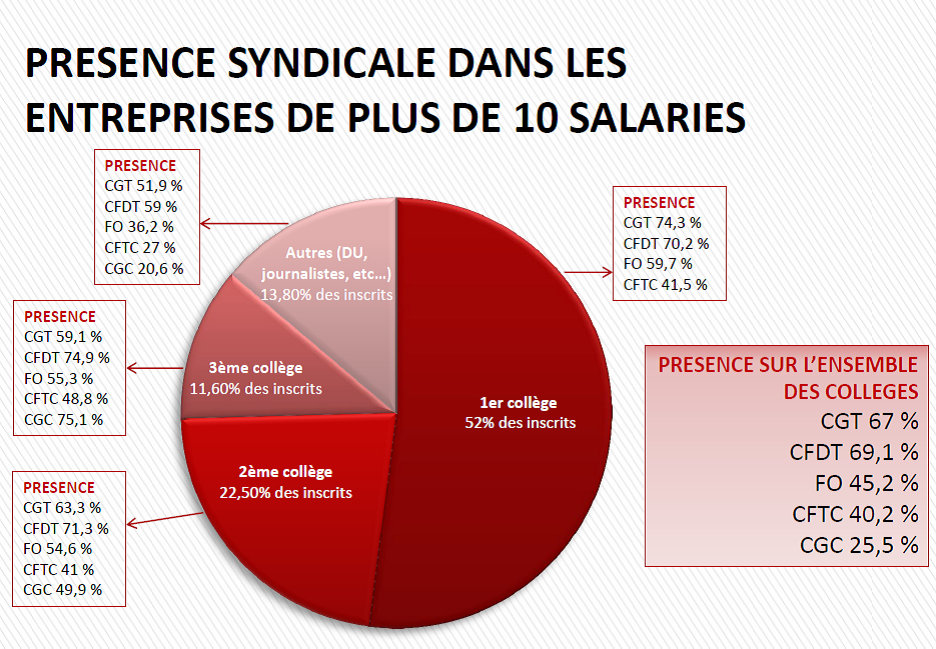 PRESENCE SYNDICALE DANS LES
ENTREPRISES DE PLUS DE 10 SALARIES
PRESENCE
CGT 51,9 %
CFDT 59 %
FO 36,2 %
CFTC 27 %
CGC 20,6 %
PRESENCE
CGT 74,3 %
CFDT 70,2 %
FO 59,7 %
CFTC 41,5 %
Autres (DU,
journalistes, etc...)
13,80% des inscrits
PRESENCE
CGT 59,1 %
CFDT 74,9 %
FO 55,3 %
CFTC 48,8 %
CGC 75,1 %
3ème collège
11,60% des inscrits
1er collège
52% des inscrits
PRESENCE SUR L’ENSEMBLE
DES COLLEGES
CGT 67 %
CFDT 69,1 %
FO 45,2 %
CFTC 40,2 %
CGC 25,5 %
2ème collège
22,50% des inscrits
PRESENCE
CGT 63,3 %
CFDT 71,3 %
FO 54,6 %
CFTC 41 %
CGC 49,9 %